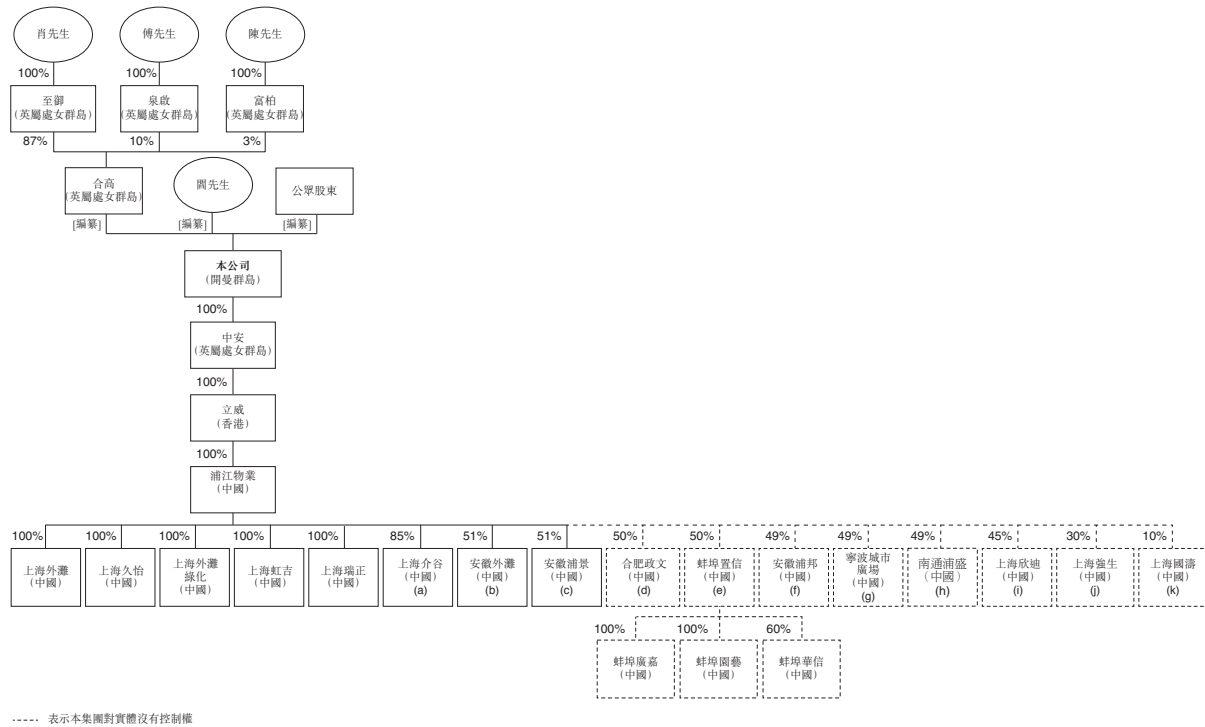 肖先生
傅先生
陳先生
100%
100%
100%
至御
(英屬處女群島)
泉啟
(英屬處女群島)
富柏
(英屬處女群島)
87%
10%
3%
合高
(英屬處女群島)
閆先生
公眾股東
[編纂]
[編纂]
[編纂]
本公司
(開曼群島)
100%
中安
(英屬處女群島)
100%
立威
(香港)
100%
浦江物業
(中國)
100%
100%
100%
100%
100%
85%
51%
51%
50%
50%
49%
49%
49%
45%
30%
10%
上海外灘
(中國)
上海久怡
(中國)
上海外灘
綠化
(中國)
上海虹吉
(中國)
上海瑞正
(中國)
上海介谷
(中國)
(a)
安徽外灘
(中國)
(b)
安徽浦景
(中國)
(c)
合肥政文
(中國)
(d)
蚌埠置信
(中國)
(e)
安徽浦邦
(中國)
(f)
寧波城市
廣場
(中國)
(g)
南通浦盛
(中國)
(h)
上海欣迪
(中國)
(i)
上海強生
(中國)
(j)
上海國濤
(中國)
(k)
100%
100%
60%
蚌埠廣嘉
(中國)
蚌埠園藝
(中國)
蚌埠華信
(中國)
表示本集團對實體沒有控制權